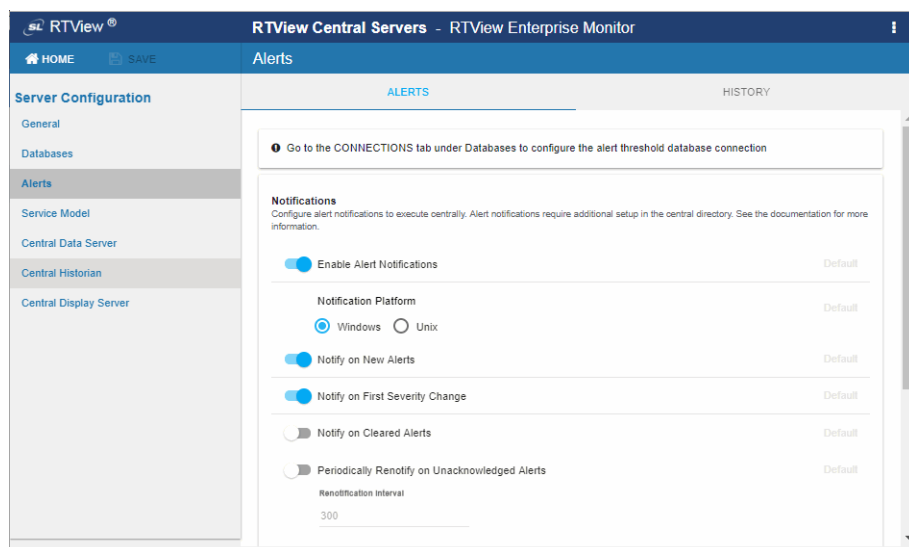 SL RTView ®
RTView Central Servers - RTView Enterprise Monitor
HOME
SAVE
Alerts
Server Configuration
General
Databases
Alerts
Service Model
Central Data Server
Central Historian
Central Display Server
ALERTS
HISTORY
Go to the CONNECTIONS tab under Databases to configure the alert threshold database connection
Notifications
Configure alert notifications to execute centrally. Alert notifications require additional setup in the central directory. See the documentation for more
information.
Enable Alert Notifications
Default
Notification Platform
Default
Windows
Unix
Notify on New Alerts
Default
Notify on First Severity Change
Default
Notify on Cleared Alerts
Default
Periodically Renotify on Unacknowledged Alerts
Default
Renotification Interval
300